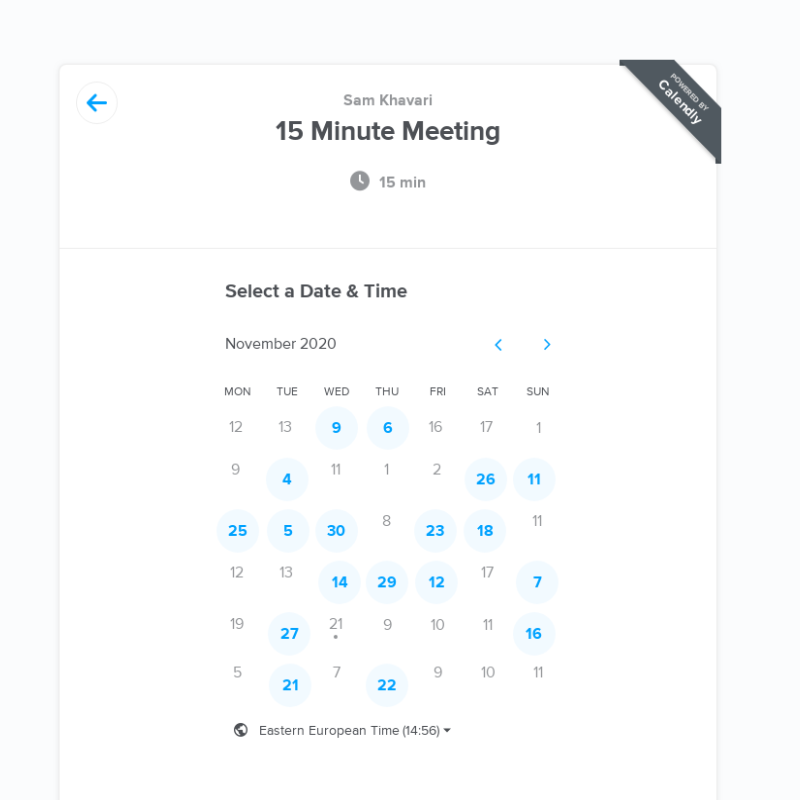 POWERED BY
Calendly
Sam Khavari
15 Minute Meeting
15 min
Select a Date & Time
November 2020
MON TUE WED THU FRI SAT SUN
12 13 9 6 16 17 1
9 4 11 1 2 26 11
25 5 30 8 23 18 11
12 13 14 29 12 17 7
19 27 21 9 10 11 16
5 21 7 22 9 10 11
Eastern European Time (14:56)